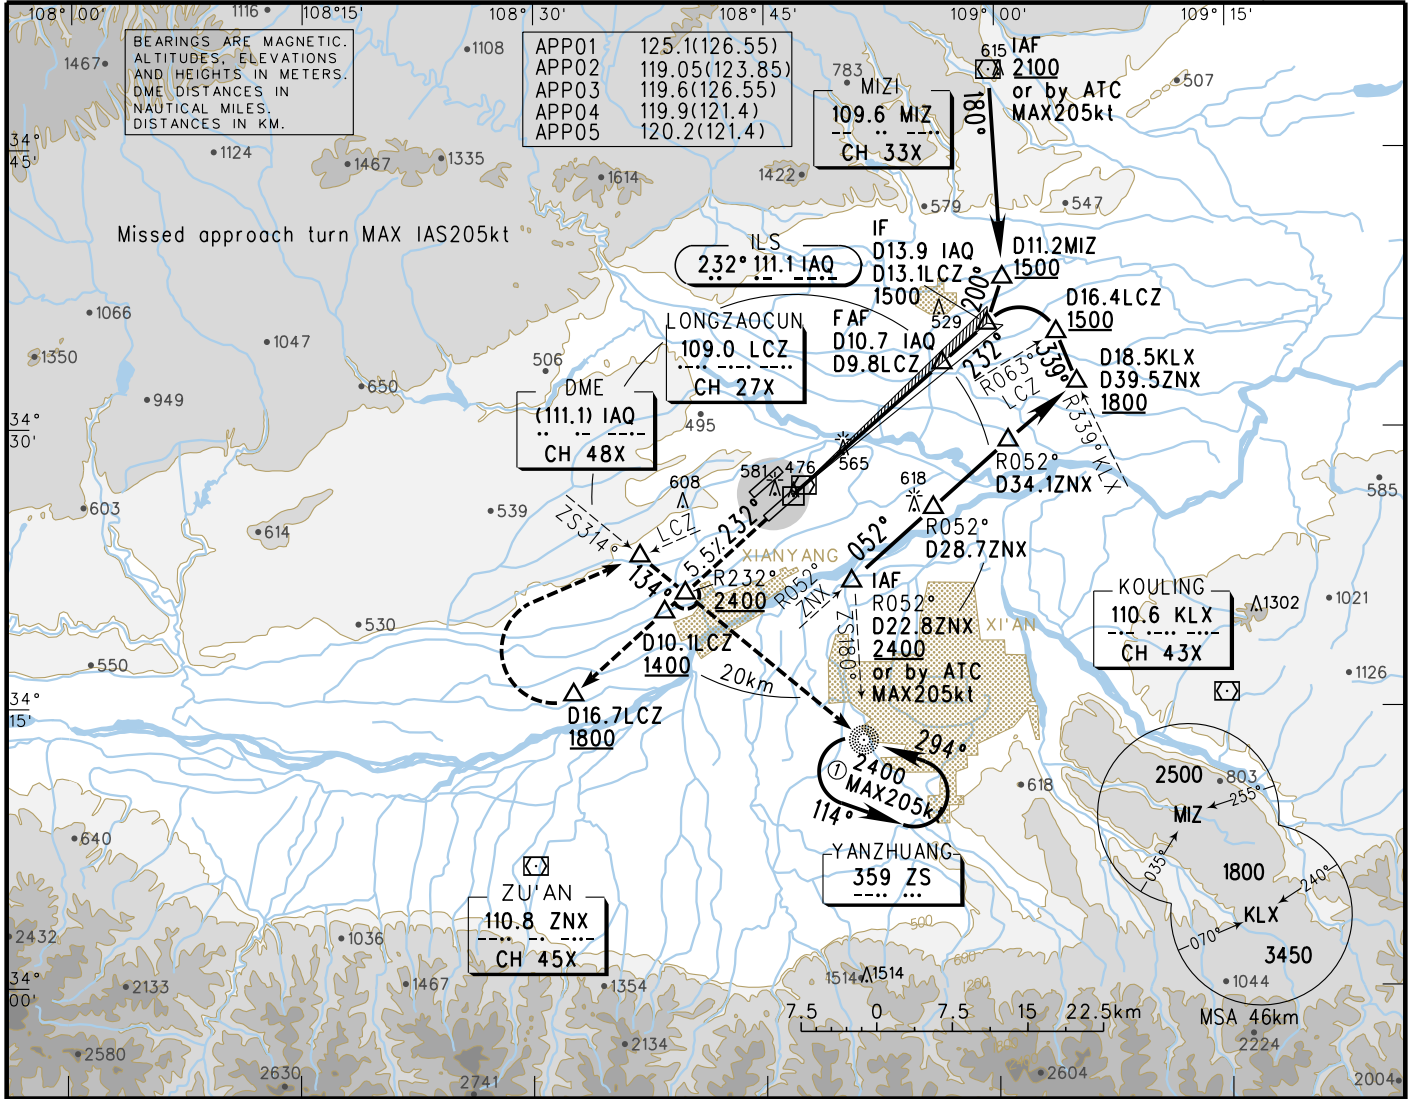 108°00'
1116
108°15'
108°30'
108°45'
109°00'
109°15'
BEARINGS ARE MAGNETIC.
ALTITUDES, ELEVATIONS
AND HEIGHTS IN METERS.
DME DISTANCES IN
NAUTICAL MILES.
DISTANCES IN KM.
APP01 125.1(126.55)
APP02 119.05(123.85)
APP03 119.6(126.55)
APP04 119.9(121.4)
APP05 120.2(121.4)
1467
1108
783
615
IAF
2100
or by ATC
MAX205kt
507
MIZI
109.6 MIZ
CH 33X
180°
34°
45'
1124
1467
1335
1614
1422
579
547
Missed approach turn MAX IAS205kt
ILS
232° 111.1 IAQ
IF
D13.9 IAQ
D13.1LCZ
1500
D11.2MIZ
1500
200°
D16.4LCZ
1500
529
1066
1047
1350
LONGZAOCUN
109.0 LCZ
CH 27X
FAF
D10.7 IAQ
D9.8LCZ
232°
R063°
LCZ
339°
D18.5KLX
D39.5ZNX
1800
R339° KLX
506
650
949
DME
(111.1) IAQ
CH 48X
495
34°
30'
565
R052°
D34.1ZNX
581
476
618
585
603
614
539
608
ZS314°
LCZ
5.5% 232°
XIANYANG
052°
R052°
D28.7ZNX
134°
R232°
2400
R052°
ZNX
IAF
R052°
D22.8ZNX
2400
or by ATC
MAX205kt
ZS180°
XI'AN
KOULING
110.6 KLX
CH 43X
1302
1021
530
550
D10.1LCZ
1400
1126
34°
15'
20km
D16.7LCZ
1800
294°
1
2400
MAX205kt
114°
618
2500
803
MIZ
255°
035°
1800
240°
KLX
070°
3450
1044
MSA 46km
640
YANZHUANG
359 ZS
ZU'AN
110.8 ZNX
CH 45X
500
600
1200
2432
1036
1514
1514
34°
00'
2133
1467
1354
7.5 0 7.5 15 22.5km
2224
2134
2580
2630
2741
2604
2004